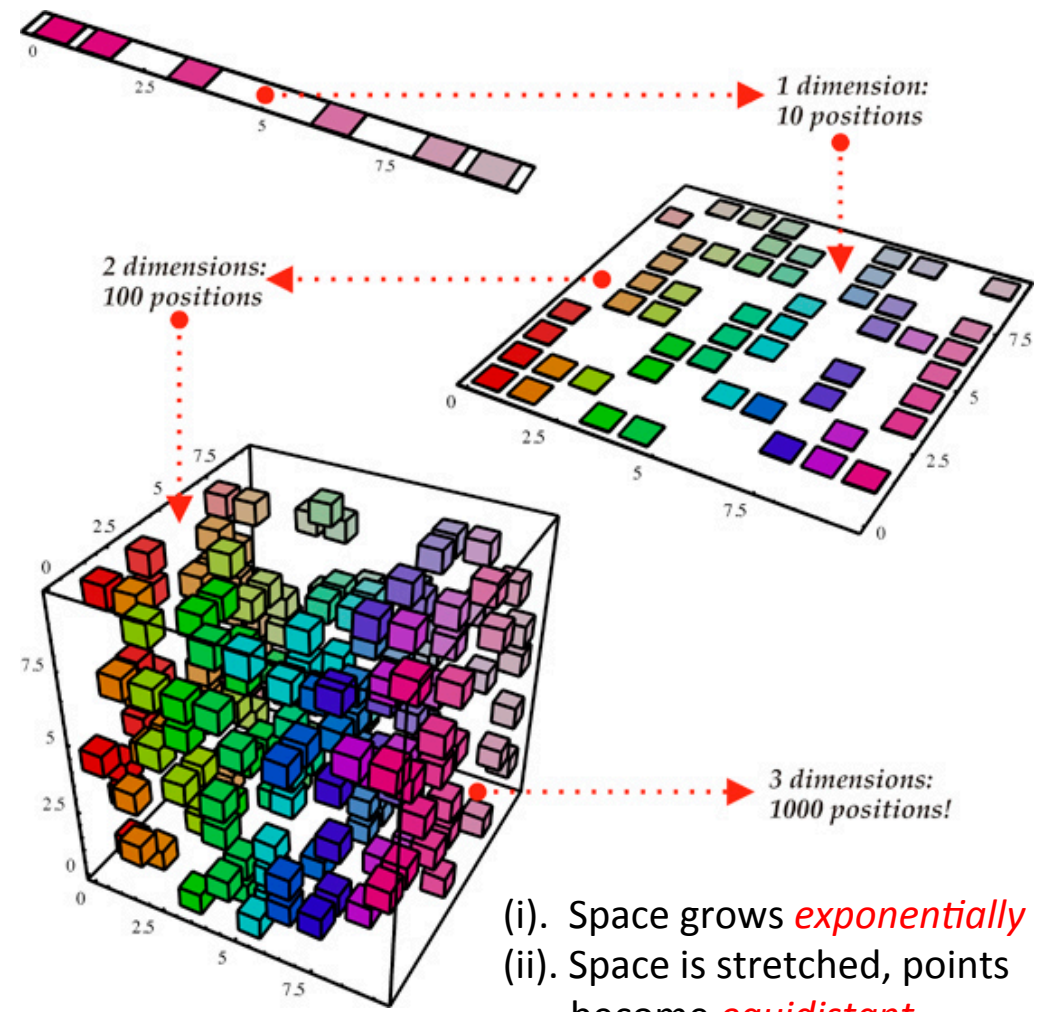 0
2.5
5
7.5
1 dimension:
10 positions
2 dimensions:
100 positions
0
2.5
5
7.5
0
2.5
5
7.5
7.5
5
2.5
0
7.5
5
2.5
0
0
2.5
5
7.5
3 dimensions:
1000 positions!
(i). Space grows exponentially
(ii). Space is stretched, points
become equidistant